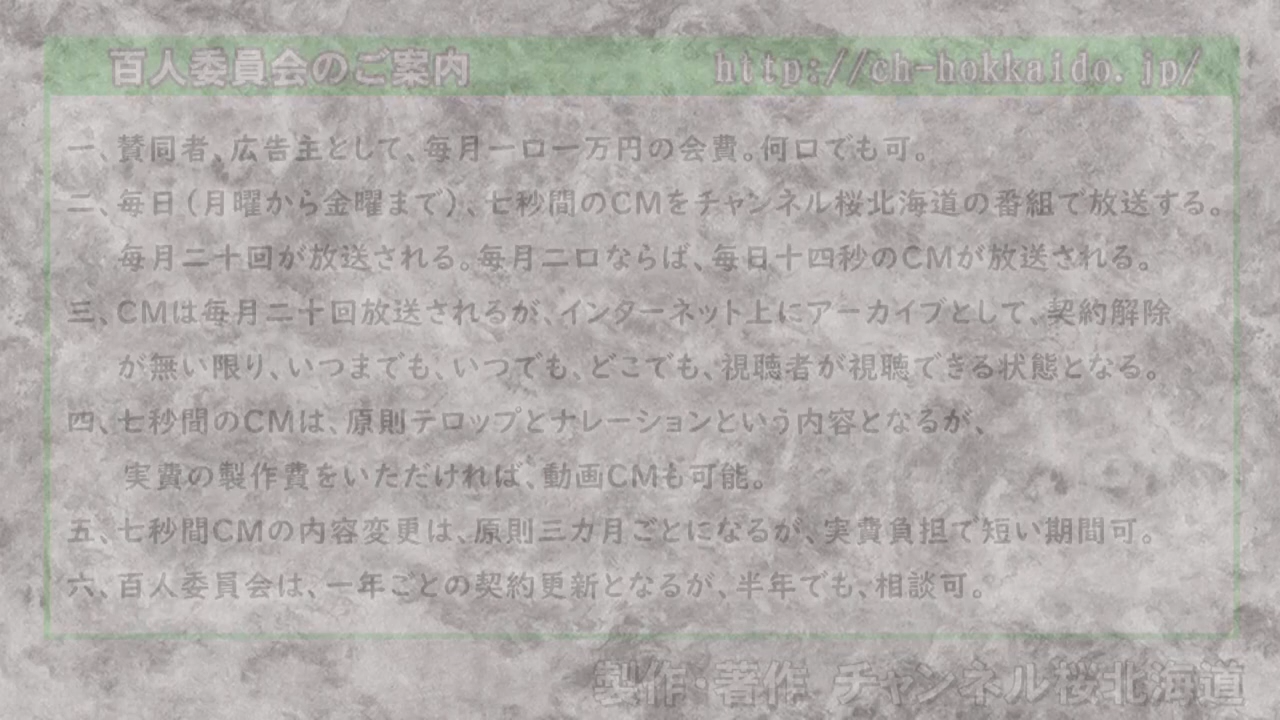 百人委員会のご案内 http://ch-hokkaido.jp/
一、賛同者、広告主として、毎月一口一万円の会費。何口でも可。
二、毎日（月曜から金曜まで）、七秒間のCMをチャンネル桜北海道の番組で放送する。
毎月二十回が放送される。毎月二口ならば、毎日十四秒のCMが放送される。
三、CMは毎月二十回放送されるが、インターネット上にアーカイブとして、契約解除
が無い限り、いつまでも、いつでも、どこでも、視聴者が視聴できる状態となる。
四、七秒間のCMは、原則テロップとナレーションという内容となるが、
実費の製作費をいただければ、動画CMも可能。
五、七秒間CMの内容変更は、原則三カ月ごとになるが、実費負担で短い期間可。
六、百人委員会は、一年ごとの契約更新となるが、半年でも、相談可。
製作・著作 チャンネル桜北海道